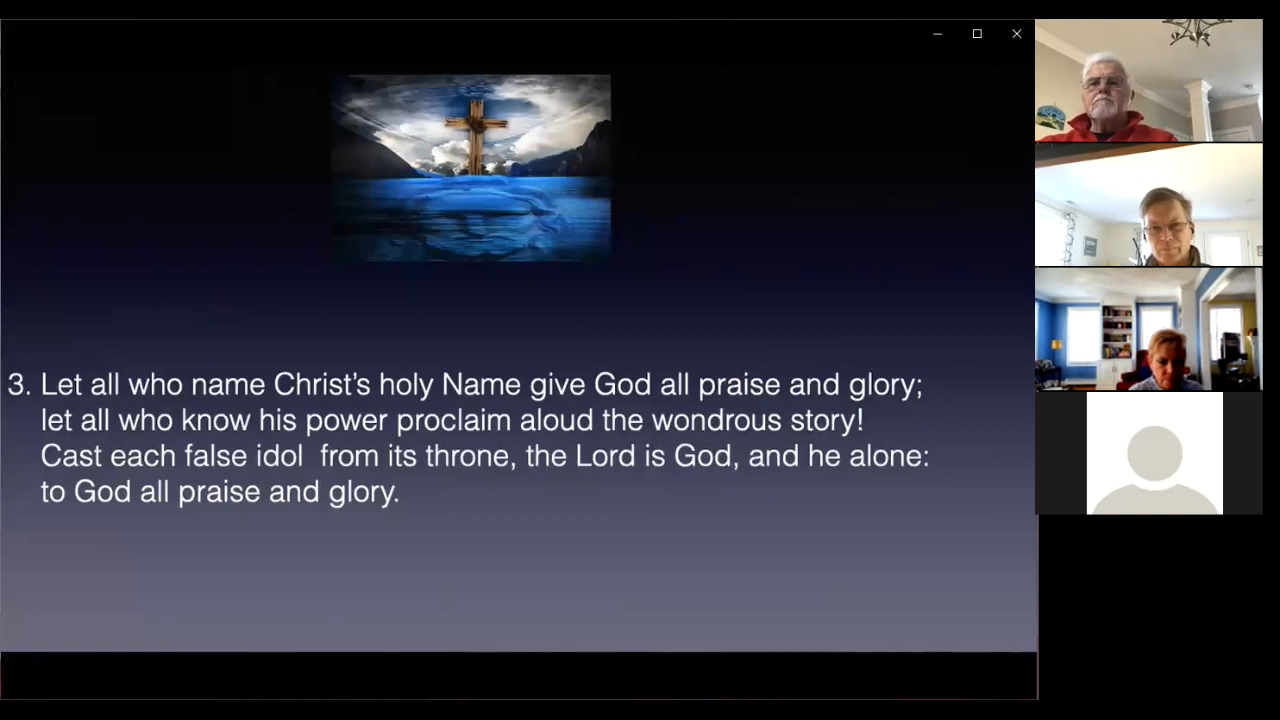 3. Let all who name Christ's holy Name give God all praise and glory;
let all who know his power proclaim aloud the wondrous story!
Cast each false idol  from its throne, the Lord is God, and he alone:
to God all praise and glory.